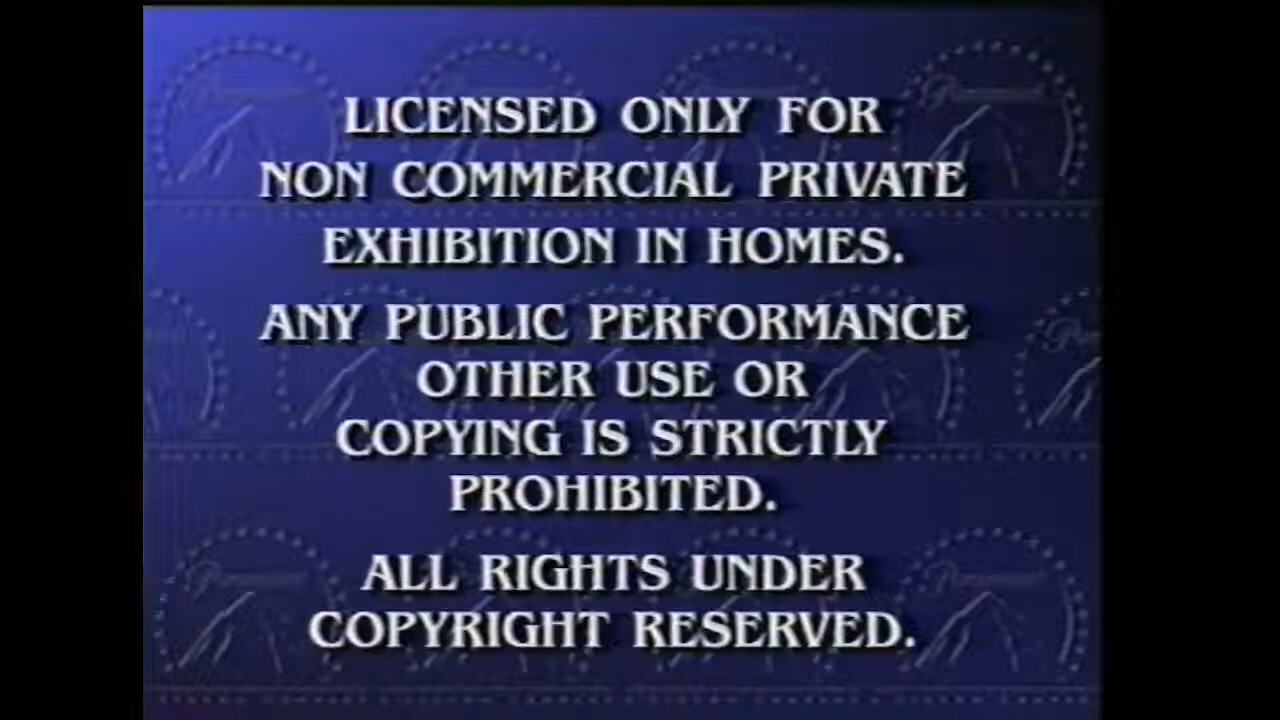 LICENSED ONLY FOR
NON COMMERCIAL PRIVATE
EXHIBITION IN HOMES.
ANY PUBLIC PERFORMANCE
OTHER USE OR
COPYING IS STRICTLY
PROHIBITED.
ALL RIGHTS UNDER
COPYRIGHT RESERVED.